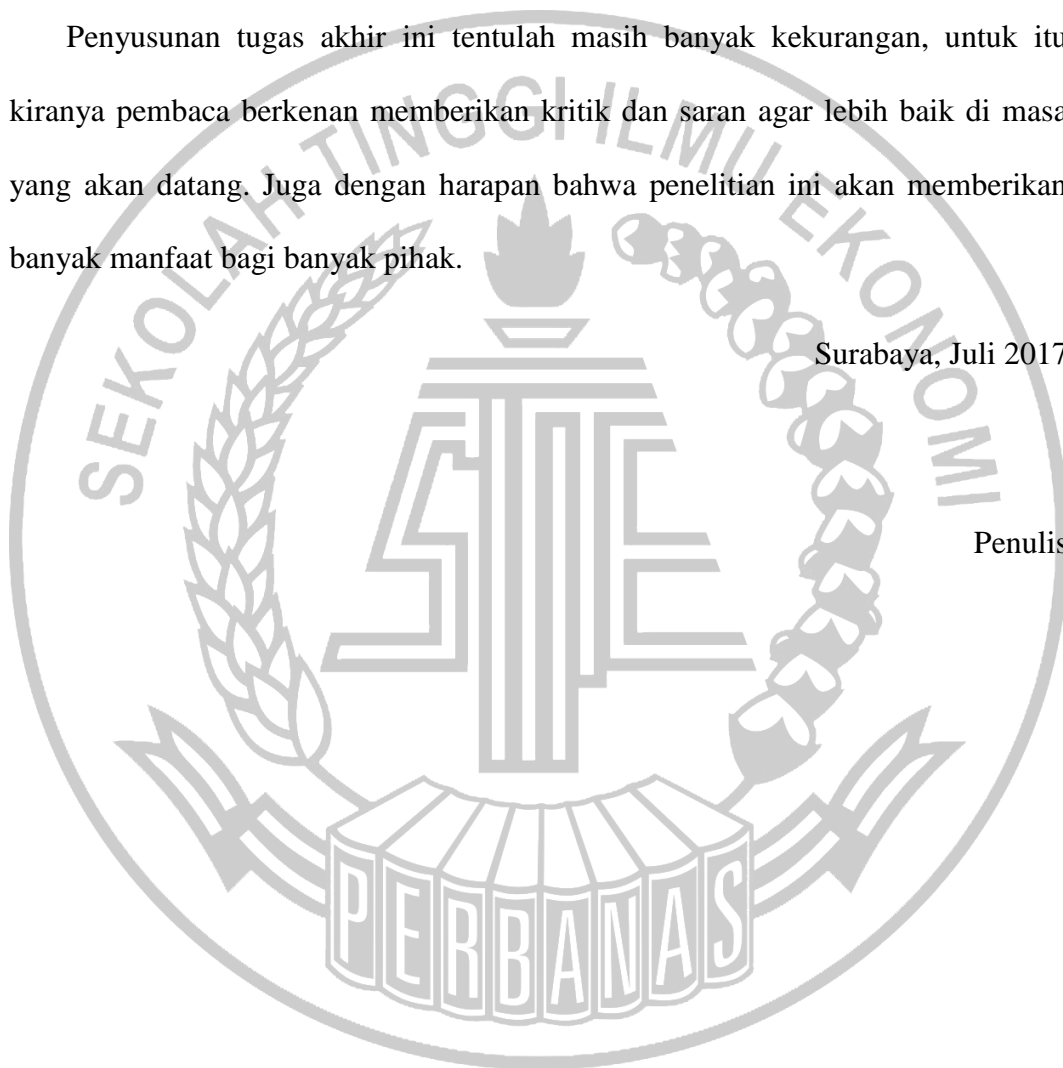 Penyusunan tugas akhir ini tentulah masih banyak kekurangan, untuk itu
kiranya pembaca berkenan memberikan kritik dan saran agar lebih baik di masa
yang akan datang. Juga dengan harapan bahwa penelitian ini akan memberikan
banyak manfaat bagi banyak pihak.
Surabaya, Juli 2017
Penulis
SEKOLAH TINGGI ILMU EKONOMI
STIE
PERBANAS